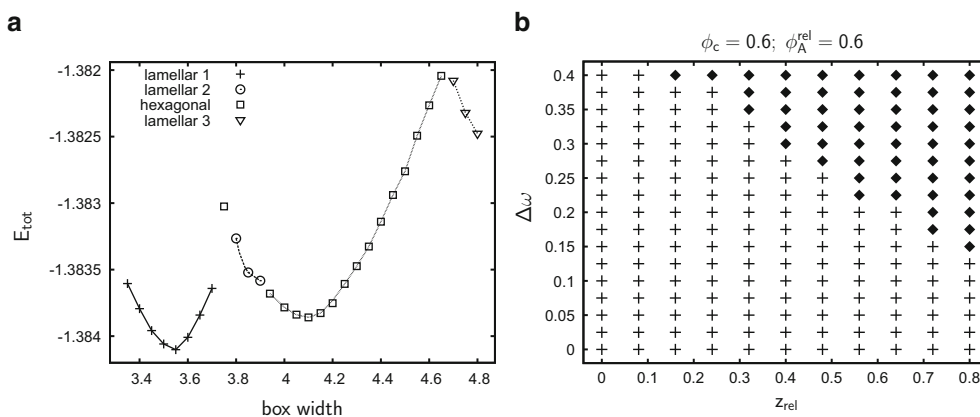 a
b
lamellar 1
lamellar 2
hexagonal
lamellar 3
-1.382
-1.3825
-1.383
-1.3835
-1.384
E_tot
3.4 3.6 3.8 4 4.2 4.4 4.6 4.8
box width
ϕ_c = 0.6; ϕ_A^rel = 0.6
0.4
0.35
0.3
0.25
0.2
0.15
0.1
0.05
0
Δω
0 0.1 0.2 0.3 0.4 0.5 0.6 0.7 0.8
z_rel